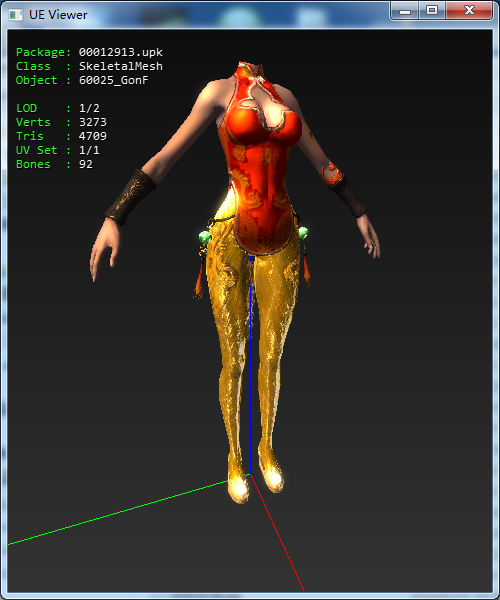 UE Viewer
Package: 00012913.upk
Class : SkeletalMesh
Object : 60025_GonF
LOD : 1/2
Verts : 3273
Tris : 4709
UV Set : 1/1
Bones : 92